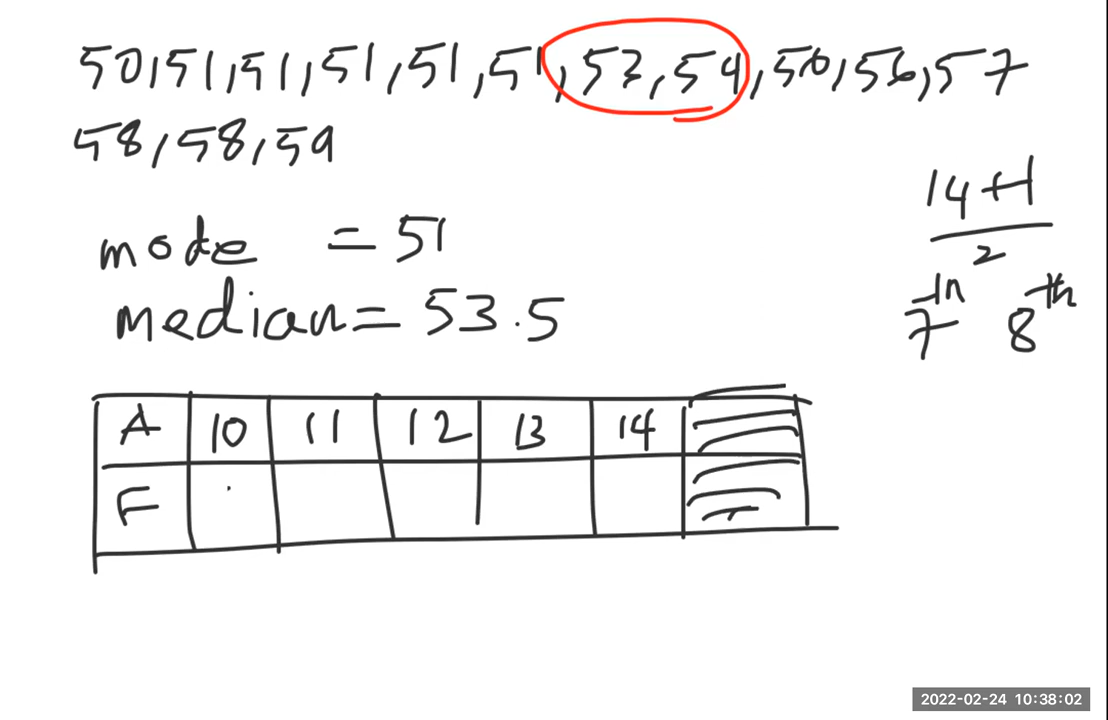 50, 51, 51, 51, 51, 51, 53, 54, 56, 56, 57
58, 58, 59
14+1
2
mode = 51
7th 8th
median = 53.5
A 10 11 12 13 14
F
2022-02-24 10:38:02